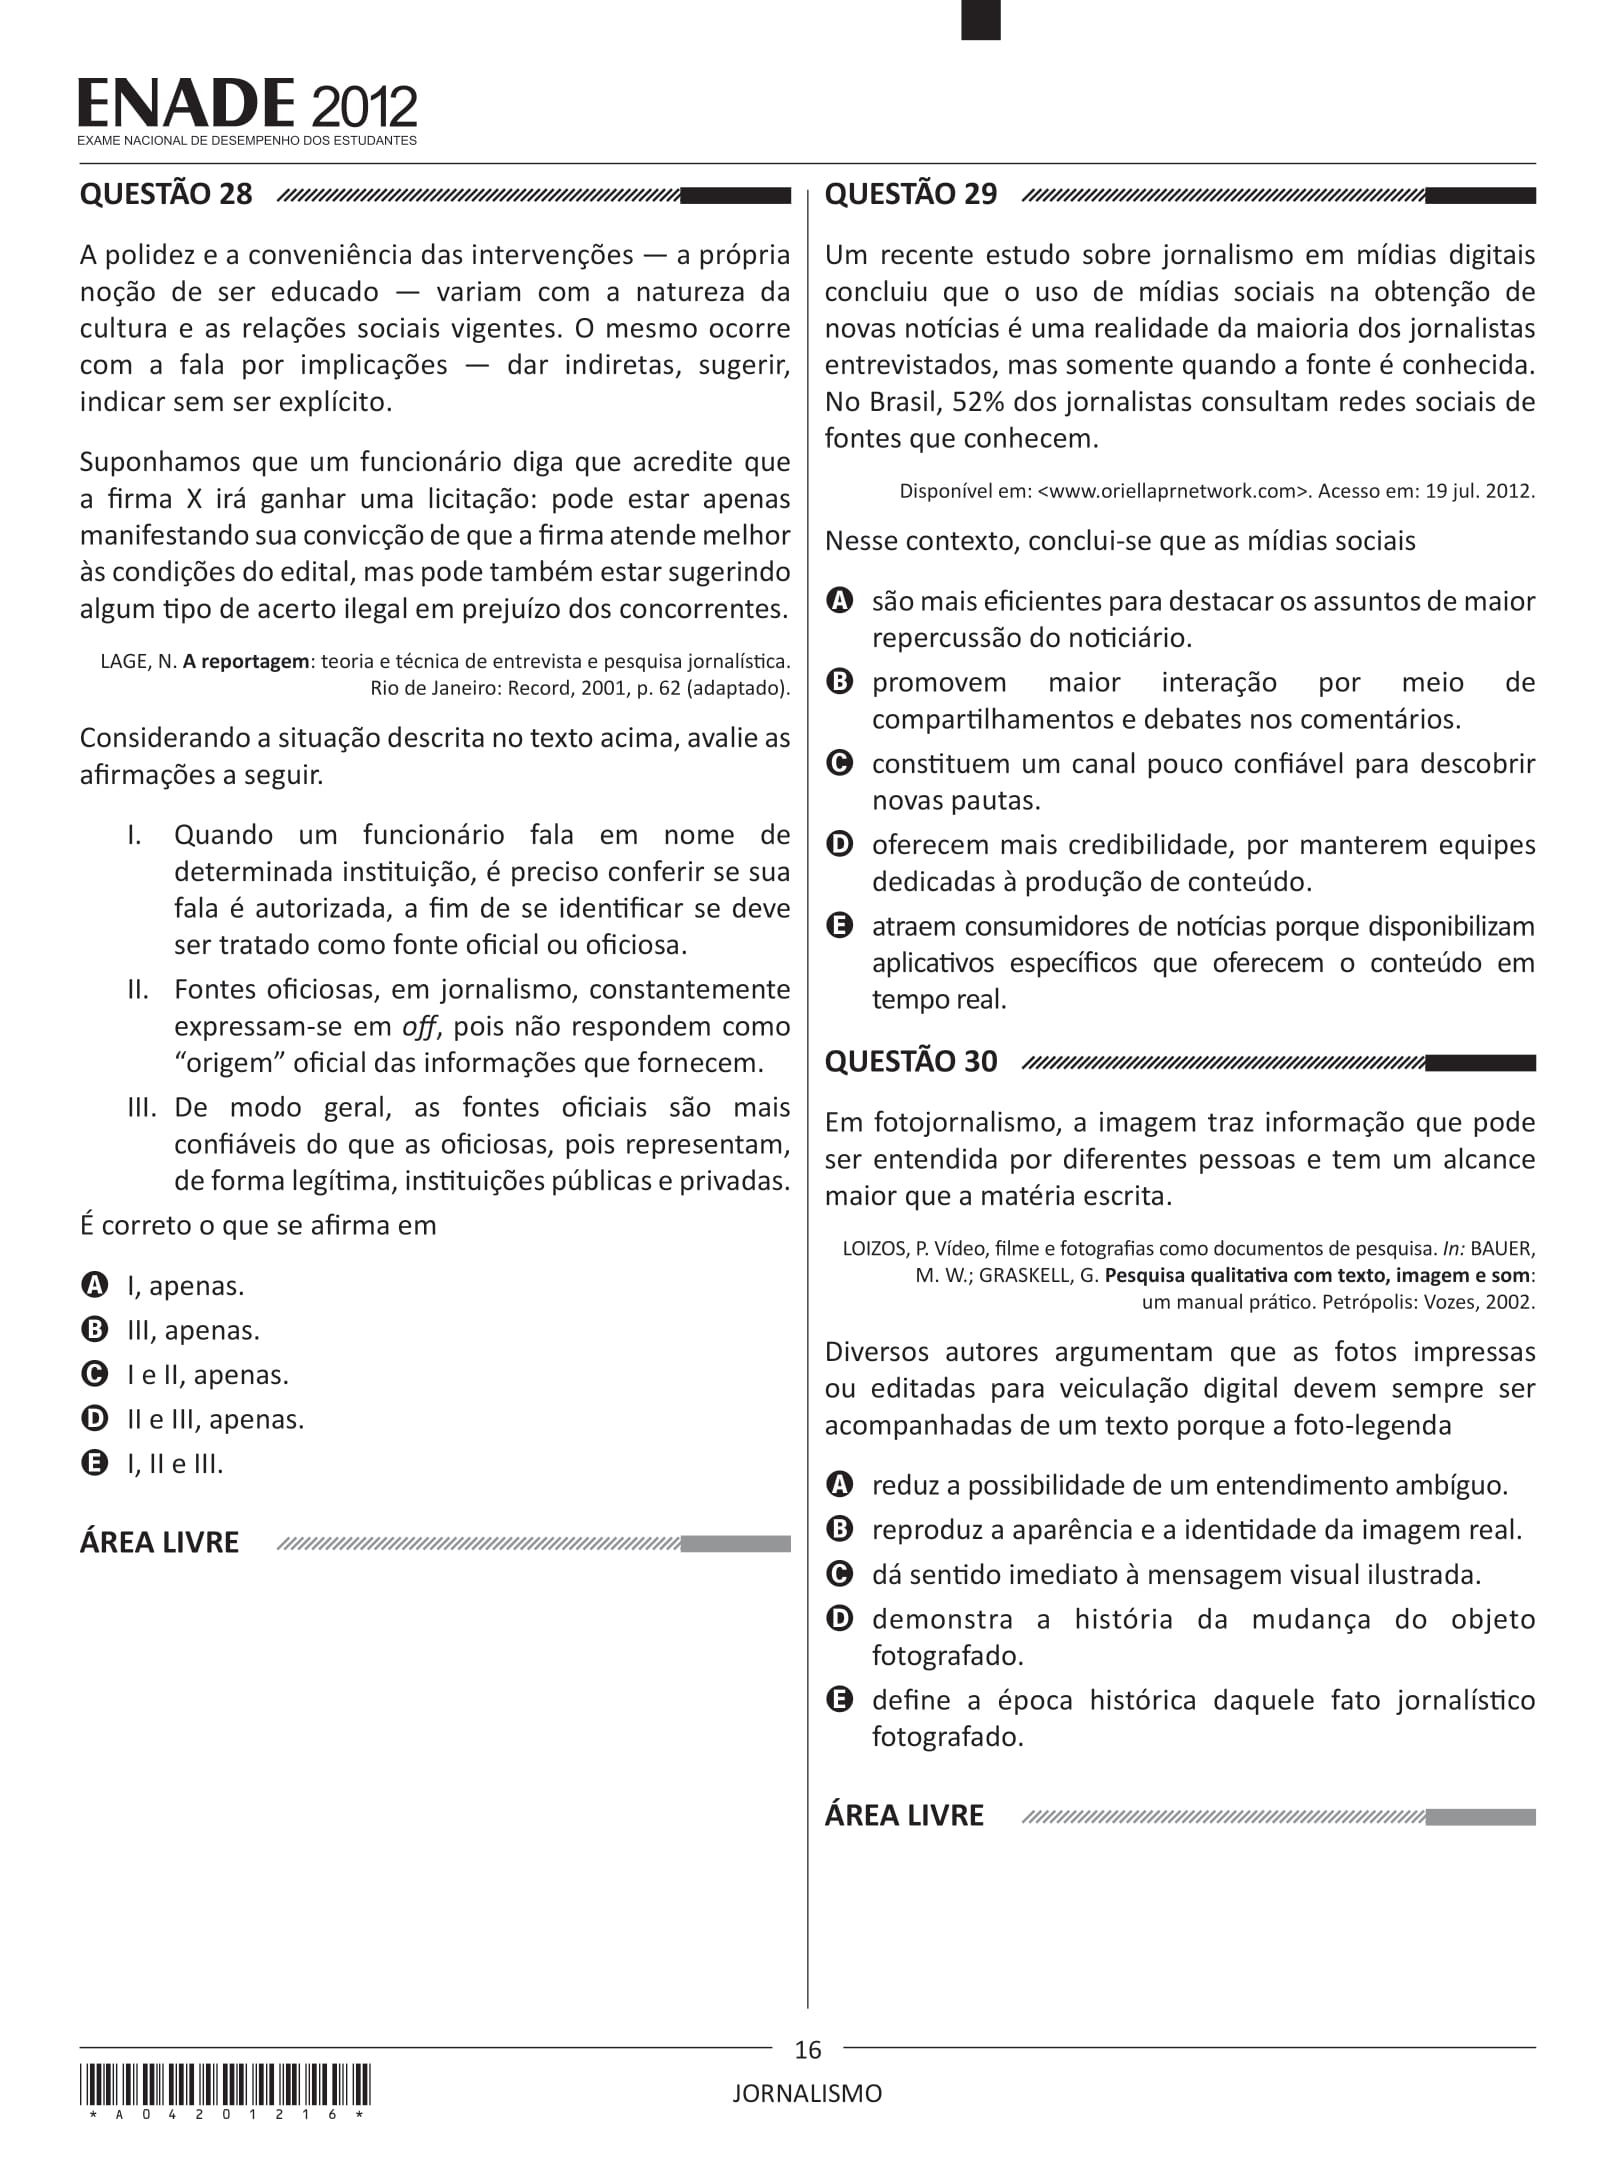 ENADE 2012
EXAME NACIONAL DE DESEMPENHO DOS ESTUDANTES
QUESTÃO 28
A polidez e a conveniência das intervenções — a própria
noção de ser educado — variam com a natureza da
cultura e as relações sociais vigentes. O mesmo ocorre
com a fala por implicações — dar indiretas, sugerir,
indicar sem ser explícito.
Suponhamos que um funcionário diga que acredite que
a firma X irá ganhar uma licitação: pode estar apenas
manifestando sua convicção de que a firma atende melhor
às condições do edital, mas pode também estar sugerindo
algum tipo de acerto ilegal em prejuízo dos concorrentes.
LAGE, N. A reportagem: teoria e técnica de entrevista e pesquisa jornalística.
Rio de Janeiro: Record, 2001, p. 62 (adaptado).
Considerando a situação descrita no texto acima, avalie as
afirmações a seguir.
I. Quando um funcionário fala em nome de
determinada instituição, é preciso conferir se sua
fala é autorizada, a fim de se identificar se deve
ser tratado como fonte oficial ou oficiosa.
II. Fontes oficiosas, em jornalismo, constantemente
expressam-se em off, pois não respondem como
“origem” oficial das informações que fornecem.
III. De modo geral, as fontes oficiais são mais
confiáveis do que as oficiosas, pois representam,
de forma legítima, instituições públicas e privadas.
É correto o que se afirma em
A I, apenas.
B III, apenas.
C I e II, apenas.
D II e III, apenas.
E I, II e III.
ÁREA LIVRE
QUESTÃO 29
Um recente estudo sobre jornalismo em mídias digitais
concluiu que o uso de mídias sociais na obtenção de
novas notícias é uma realidade da maioria dos jornalistas
entrevistados, mas somente quando a fonte é conhecida.
No Brasil, 52% dos jornalistas consultam redes sociais de
fontes que conhecem.
Disponível em: <www.oriellaprnetwork.com>. Acesso em: 19 jul. 2012.
Nesse contexto, conclui-se que as mídias sociais
A são mais eficientes para destacar os assuntos de maior
repercussão do noticiário.
B promovem maior interação por meio de
compartilhamentos e debates nos comentários.
C constituem um canal pouco confiável para descobrir
novas pautas.
D oferecem mais credibilidade, por manterem equipes
dedicadas à produção de conteúdo.
E atraem consumidores de notícias porque disponibilizam
aplicativos específicos que oferecem o conteúdo em
tempo real.
QUESTÃO 30
Em fotojornalismo, a imagem traz informação que pode
ser entendida por diferentes pessoas e tem um alcance
maior que a matéria escrita.
LOIZOS, P. Vídeo, filme e fotografias como documentos de pesquisa. In: BAUER,
M. W.; GRASKELL, G. Pesquisa qualitativa com texto, imagem e som:
um manual prático. Petrópolis: Vozes, 2002.
Diversos autores argumentam que as fotos impressas
ou editadas para veiculação digital devem sempre ser
acompanhadas de um texto porque a foto-legenda
A reduz a possibilidade de um entendimento ambíguo.
B reproduz a aparência e a identidade da imagem real.
C dá sentido imediato à mensagem visual ilustrada.
D demonstra a história da mudança do objeto
fotografado.
E define a época histórica daquele fato jornalístico
fotografado.
ÁREA LIVRE
16
JORNALISMO
* A 0 4 2 0 1 2 1 6 *